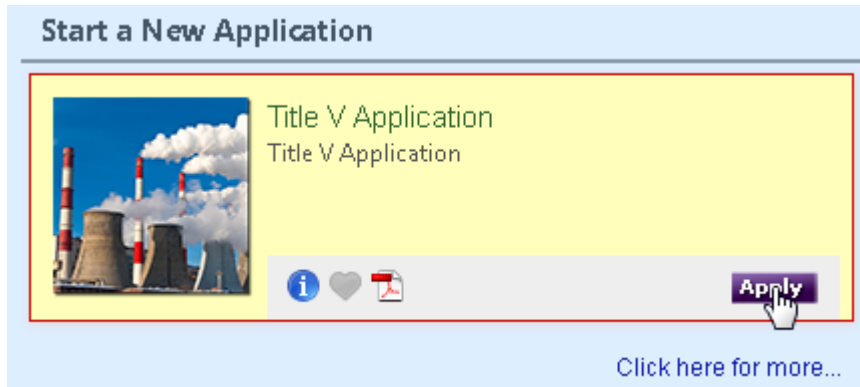 Start a New Application
Title V Application
Title V Application
Apply
Click here for more...